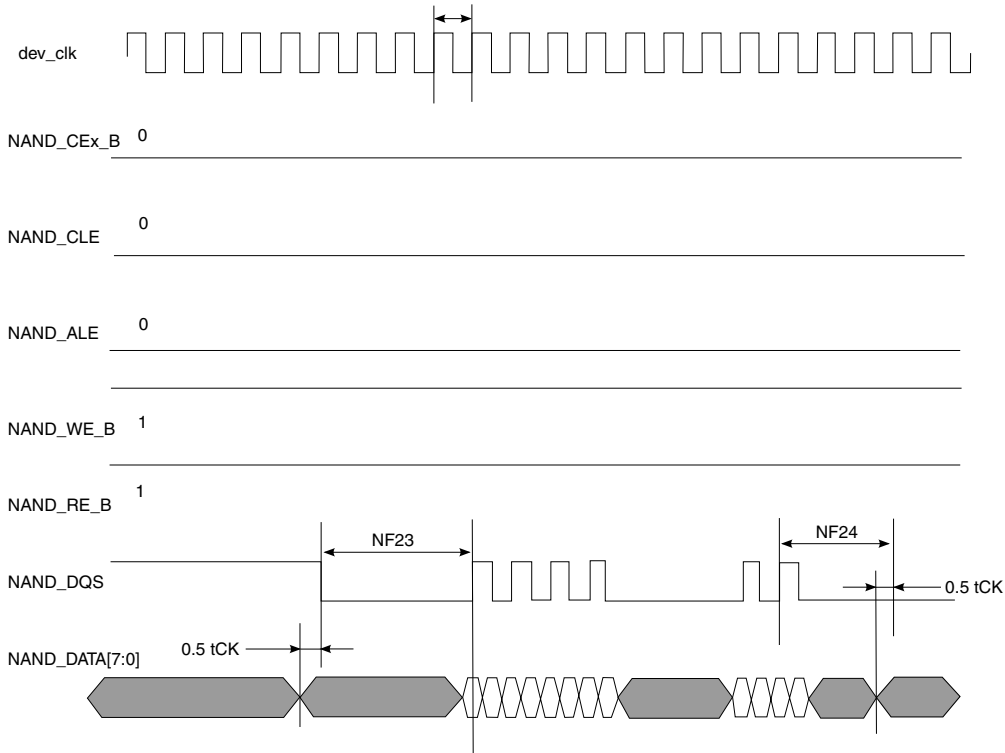 dev_clk
NAND_CEx_B 0
NAND_CLE 0
NAND_ALE 0
NAND_WE_B 1
NAND_RE_B 1
NF23
NF24
NAND_DQS
0.5 tCK
0.5 tCK
NAND_DATA[7:0]